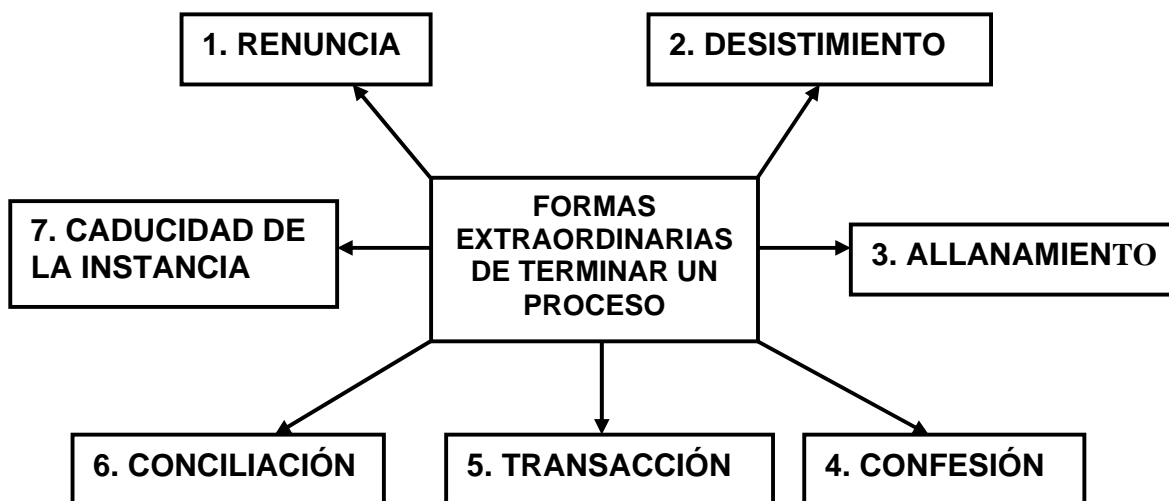 1. RENUNCIA
2. DESISTIMIENTO
FORMAS
EXTRAORDINARIAS
DE TERMINAR UN
PROCESO
7. CADUCIDAD DE
LA INSTANCIA
3. ALLANAMIENTO
6. CONCILIACIÓN
5. TRANSACCIÓN
4. CONFESIÓN